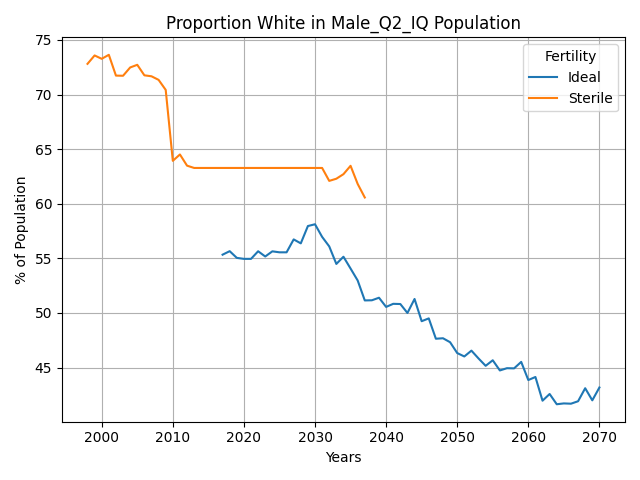 Proportion White in Male_Q2_IQ Population
Fertility
Ideal
Sterile
% of Population
75
70
65
60
55
50
45
2000 2010 2020 2030 2040 2050 2060 2070
Years